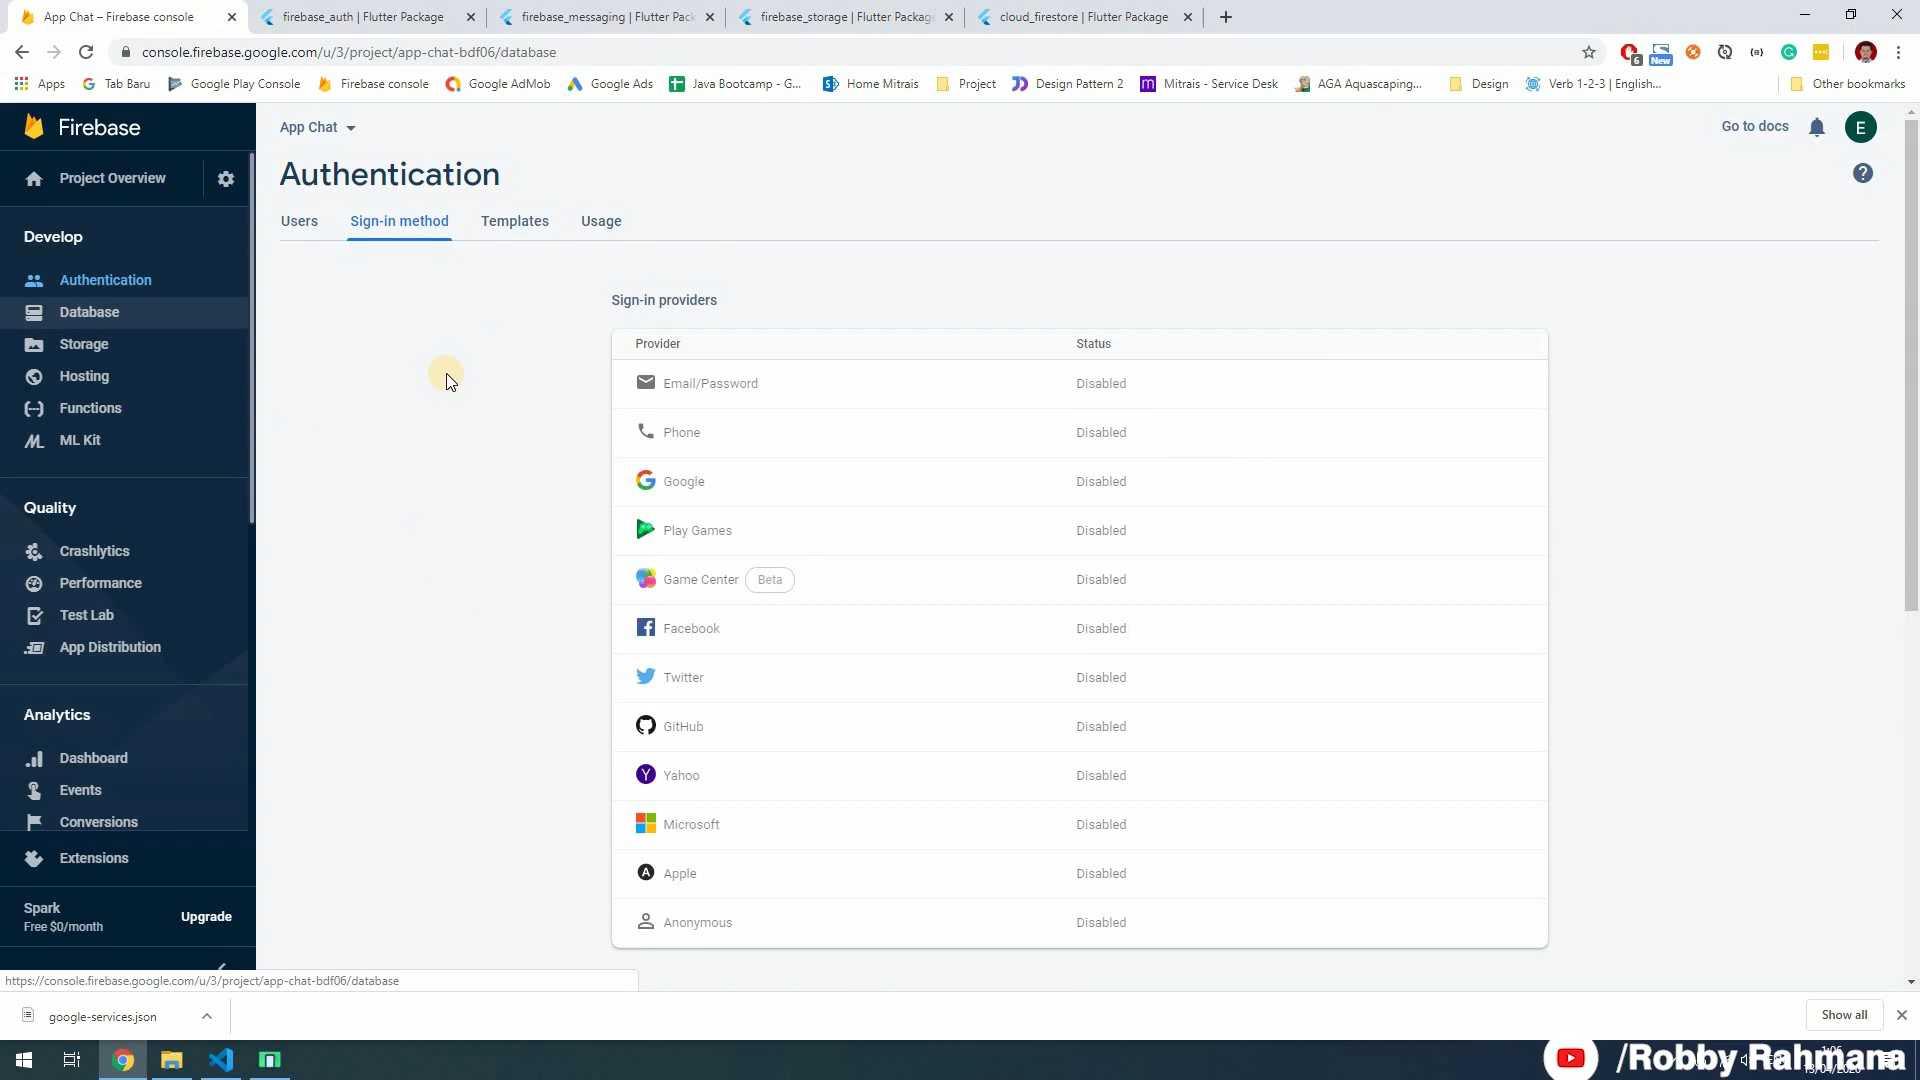 App Chat – Firebase console
firebase_auth | Flutter Package
firebase_messaging | Flutter Pack
firebase_storage | Flutter Package
cloud_firestore | Flutter Package
console.firebase.google.com/u/3/project/app-chat-bdf06/database
6
New
Apps
Tab Baru
Google Play Console
Firebase console
Google AdMob
Google Ads
Java Bootcamp - G...
Home Mitrais
Project
Design Pattern 2
Mitrais - Service Desk
AGA Aquascaping...
Design
Verb 1-2-3 | English...
Other bookmarks
Firebase
App Chat
Go to docs
E
Project Overview
Authentication
?
Users
Sign-in method
Templates
Usage
Develop
Authentication
Database
Storage
Hosting
Functions
ML Kit
Quality
Crashlytics
Performance
Test Lab
App Distribution
Analytics
Dashboard
Events
Conversions
Extensions
Spark
Free $0/month
Upgrade
Sign-in providers
Provider Status
Email/Password Disabled
Phone Disabled
Google Disabled
Play Games Disabled
Game Center Beta Disabled
Facebook Disabled
Twitter Disabled
GitHub Disabled
Yahoo Disabled
Microsoft Disabled
Apple Disabled
Anonymous Disabled
https://console.firebase.google.com/u/3/project/app-chat-bdf06/database
google-services.json
Show all
/Robby Rahmana